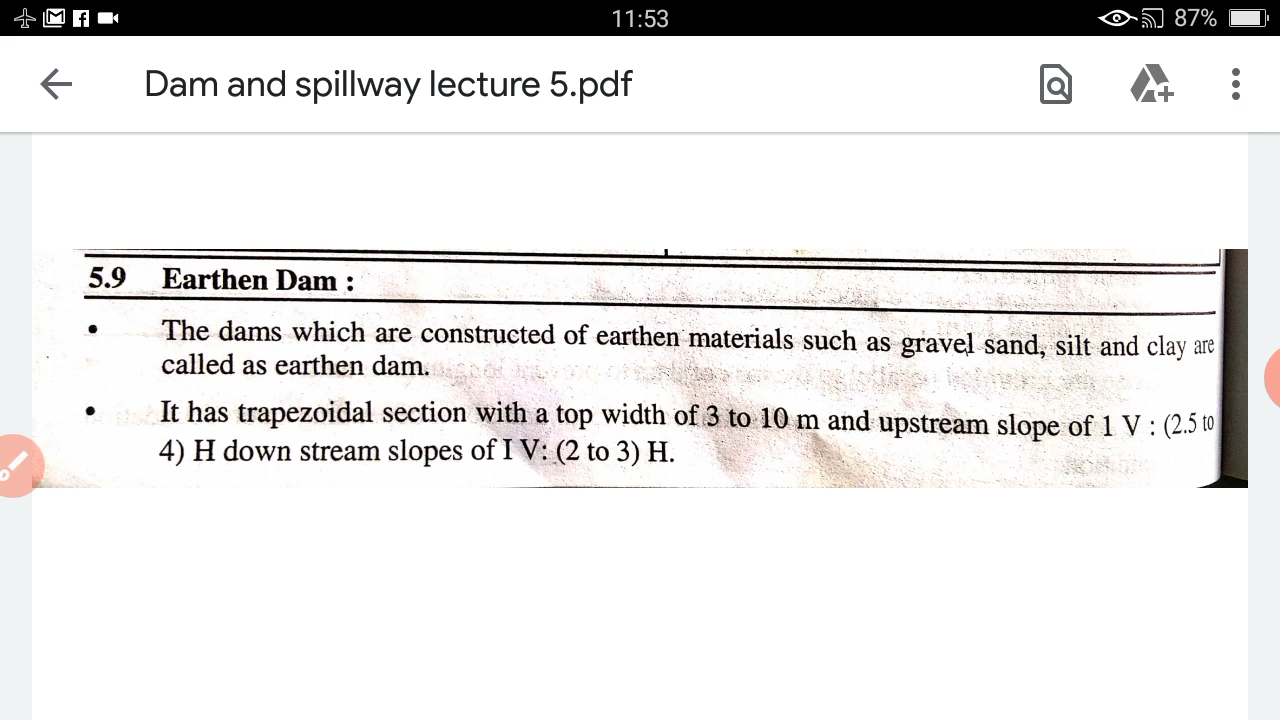 11:53
87%
Dam and spillway lecture 5.pdf
5.9 Earthen Dam :
• The dams which are constructed of earthen materials such as gravel sand, silt and clay are
called as earthen dam.
• It has trapezoidal section with a top width of 3 to 10 m and upstream slope of 1 V : (2.5 to
4) H down stream slopes of I V: (2 to 3) H.